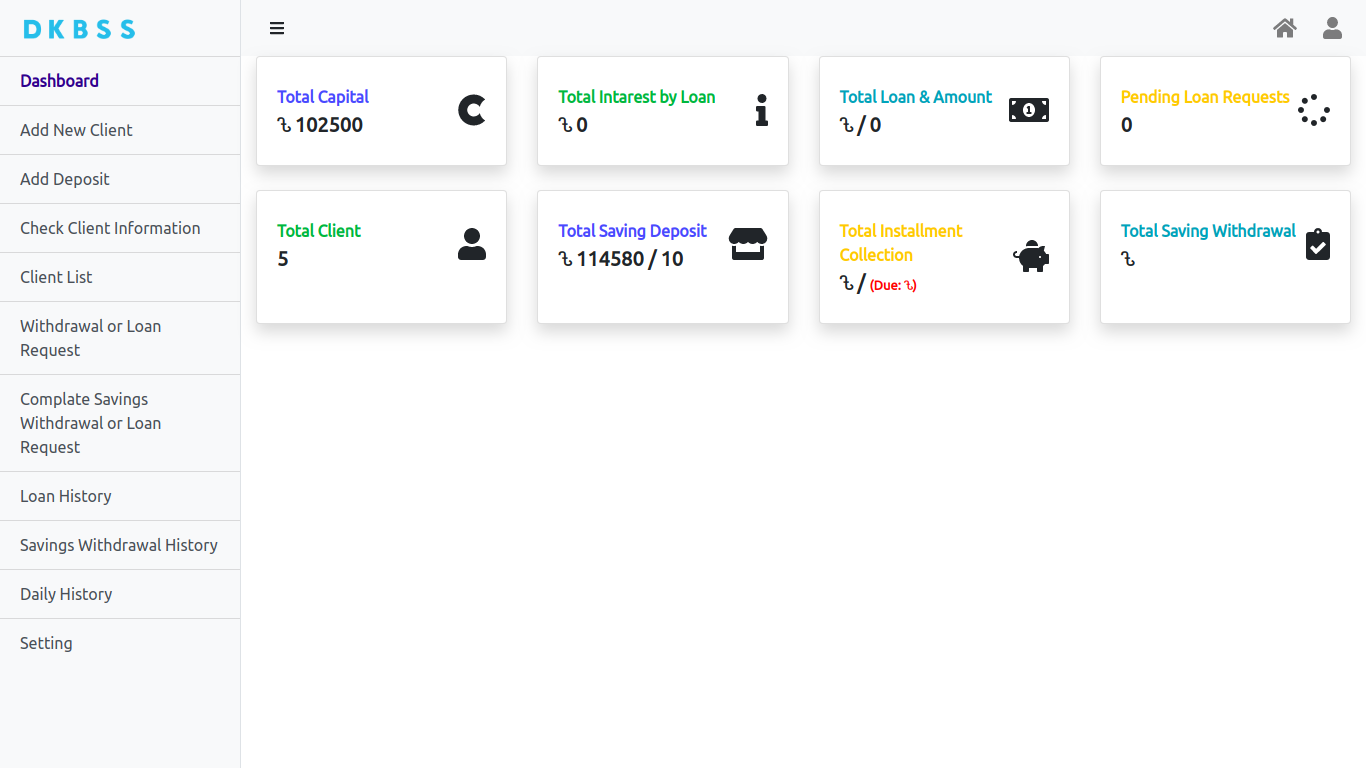 DKBSS
Dashboard
Add New Client
Add Deposit
Check Client Information
Client List
Withdrawal or Loan
Request
Complate Savings
Withdrawal or Loan
Request
Loan History
Savings Withdrawal History
Daily History
Setting
Total Capital
৳ 102500
Total Intarest by Loan
৳ 0
Total Loan & Amount
৳ / 0
Pending Loan Requests
0
Total Client
5
Total Saving Deposit
৳ 114580 / 10
Total Installment
Collection
৳ / (Due: ৳)
Total Saving Withdrawal
৳